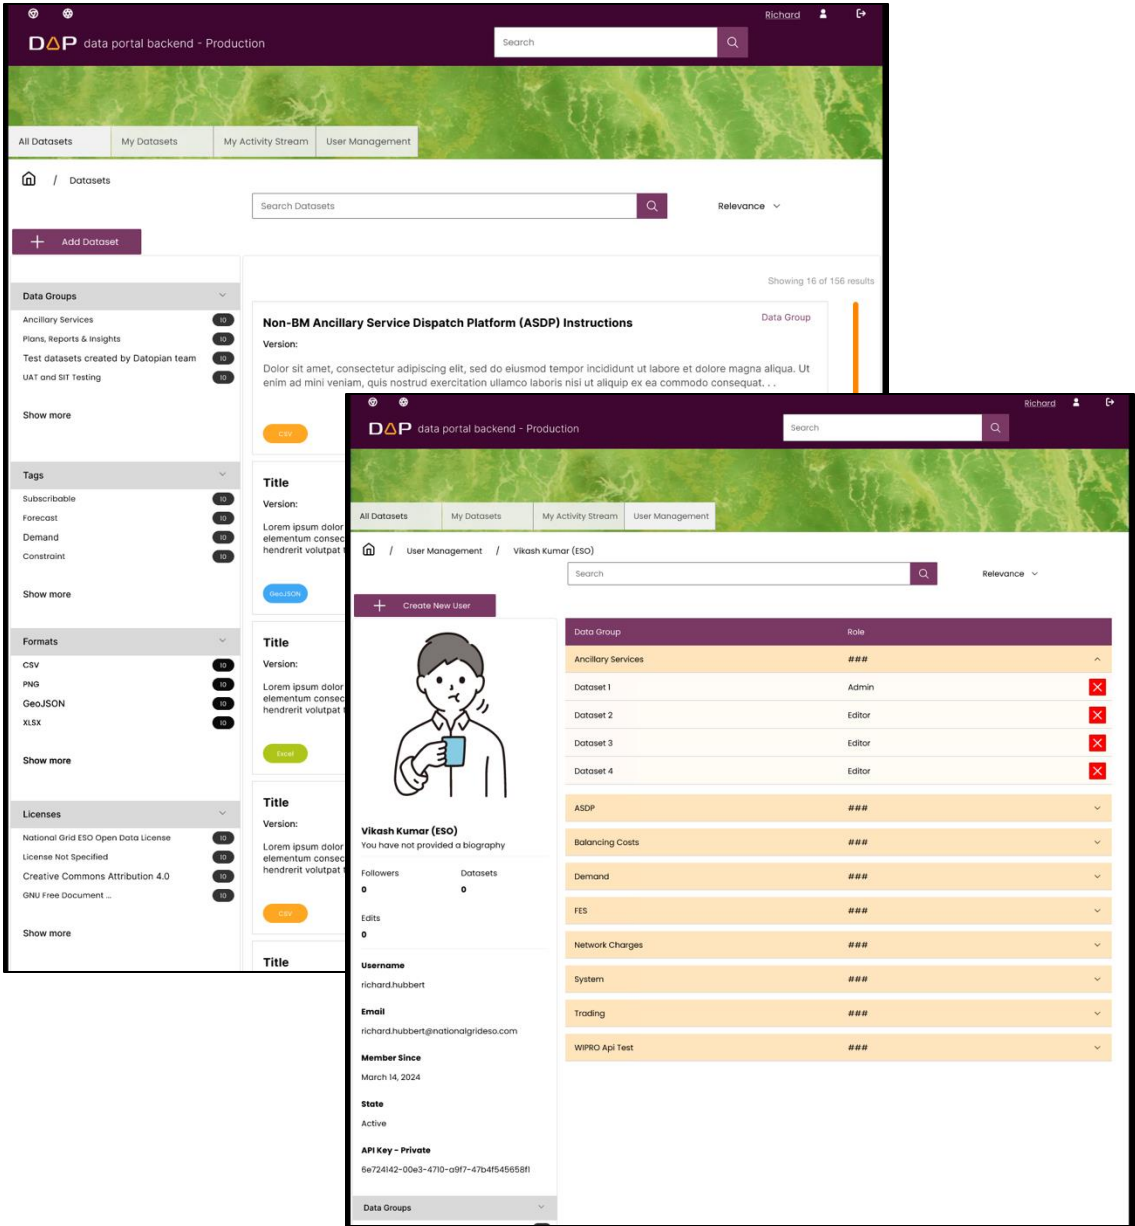 Richard
DAP data portal backend - Production
Search
All Datasets
My Datasets
My Activity Stream
User Management
/ Datasets
Search Datasets
Relevance
+ Add Dataset
Showing 16 of 156 results
Data Groups
Ancillary Services 10
Plans, Reports & Insights 10
Test datasets created by Datopian team 10
UAT and SIT Testing 10
Show more
Tags
Subscribable 10
Forecast 10
Demand 10
Constraint 10
Show more
Formats
CSV 10
PNG 10
GeoJSON 10
XLSX 10
Show more
Licenses
National Grid ESO Open Data License 10
License Not Specified 10
Creative Commons Attribution 4.0 10
GNU Free Document ... 10
Show more
Non-BM Ancillary Service Dispatch Platform (ASDP) Instructions
Data Group
Version:
Dolor sit amet, consectetur adipiscing elit, sed do eiusmod tempor incididunt ut labore et dolore magna aliqua. Ut
enim ad mini veniam, quis nostrud exercitation ullamco laboris nisi ut aliquip ex ea commodo consequat. . .
CSV
Title
Version:
Lorem ipsum dolor
elementum consec
hendrerit volutpat
GeoJSON
Title
Version:
Lorem ipsum dolor
elementum consec
hendrerit volutpat
Excel
Title
Version:
Lorem ipsum dolor
elementum consec
hendrerit volutpat
CSV
Title
Richard
DAP data portal backend - Production
Search
All Datasets
My Datasets
My Activity Stream
User Management
/ User Management / Vikash Kumar (ESO)
Search
Relevance
+ Create New User
Vikash Kumar (ESO)
You have not provided a biography
Followers Datasets
0 0
Edits
0
Username
richard.hubbert
Email
richard.hubbert@nationalgrideso.com
Member Since
March 14, 2024
State
Active
API Key - Private
6e724142-00e3-4710-a9f7-47b4f545658f1
Data Groups
Data Group Role
Ancillary Services ###
Dataset 1 Admin
Dataset 2 Editor
Dataset 3 Editor
Dataset 4 Editor
ASDP ###
Balancing Costs ###
Demand ###
FES ###
Network Charges ###
System ###
Trading ###
WIPRO Api Test ###